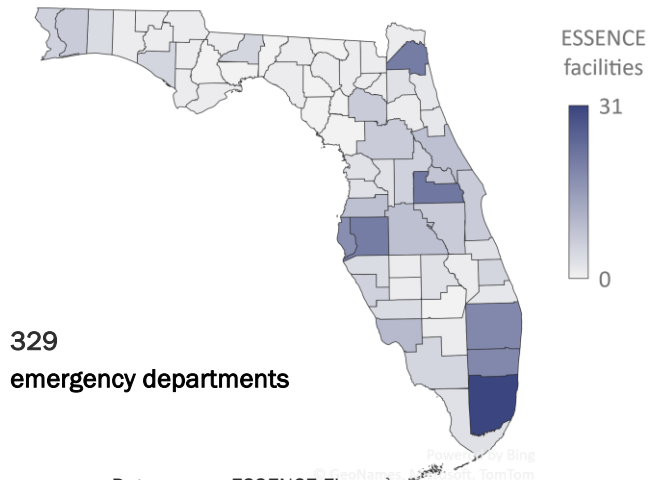 ESSENCE
facilities
31
0
329
emergency departments
Powered by Bing
© GeoNames, Microsoft, TomTom